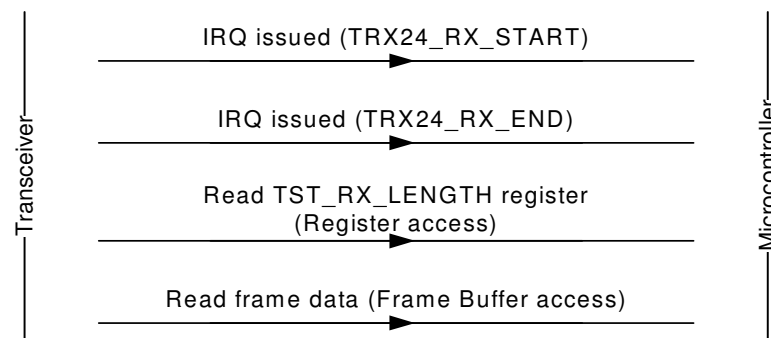 IRQ issued (TRX24_RX_START)
IRQ issued (TRX24_RX_END)
Read TST_RX_LENGTH register
(Register access)
Read frame data (Frame Buffer access)
Transceiver
Microcontroller